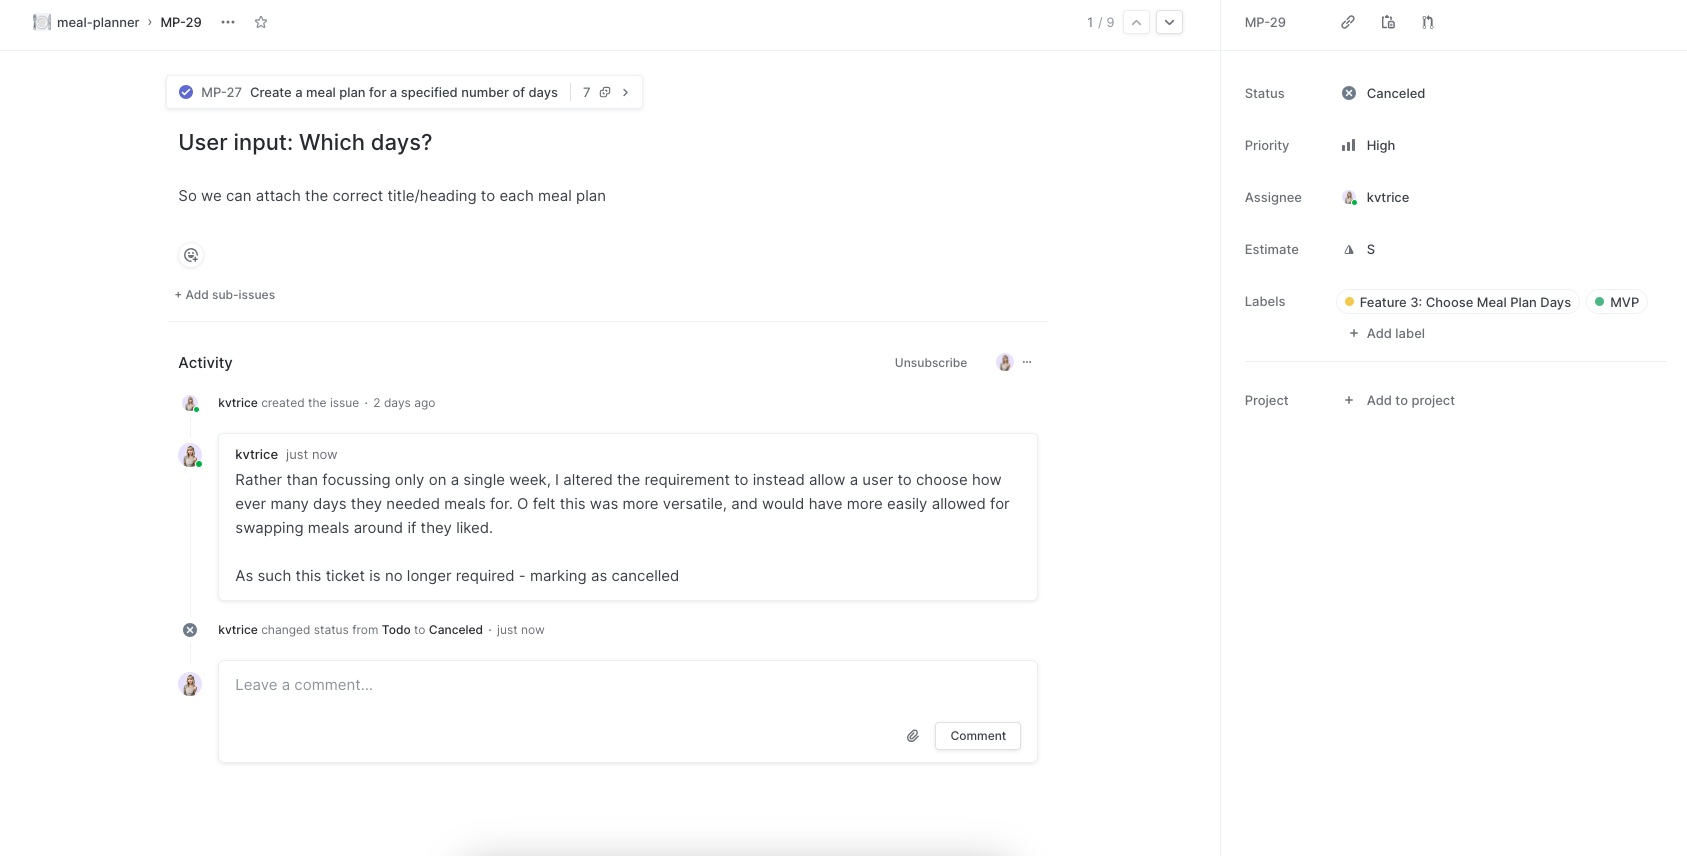 meal-planner › MP-29 ···
1 / 9
MP-29
MP-27 Create a meal plan for a specified number of days 7
User input: Which days?
So we can attach the correct title/heading to each meal plan
+ Add sub-issues
Activity
Unsubscribe
kvtrice created the issue · 2 days ago
kvtrice just now
Rather than focussing only on a single week, I altered the requirement to instead allow a user to choose how
ever many days they needed meals for. O felt this was more versatile, and would have more easily allowed for
swapping meals around if they liked.
As such this ticket is no longer required - marking as cancelled
kvtrice changed status from Todo to Canceled · just now
Leave a comment...
Comment
Status Canceled
Priority High
Assignee kvtrice
Estimate S
Labels Feature 3: Choose Meal Plan Days MVP
+ Add label
Project + Add to project